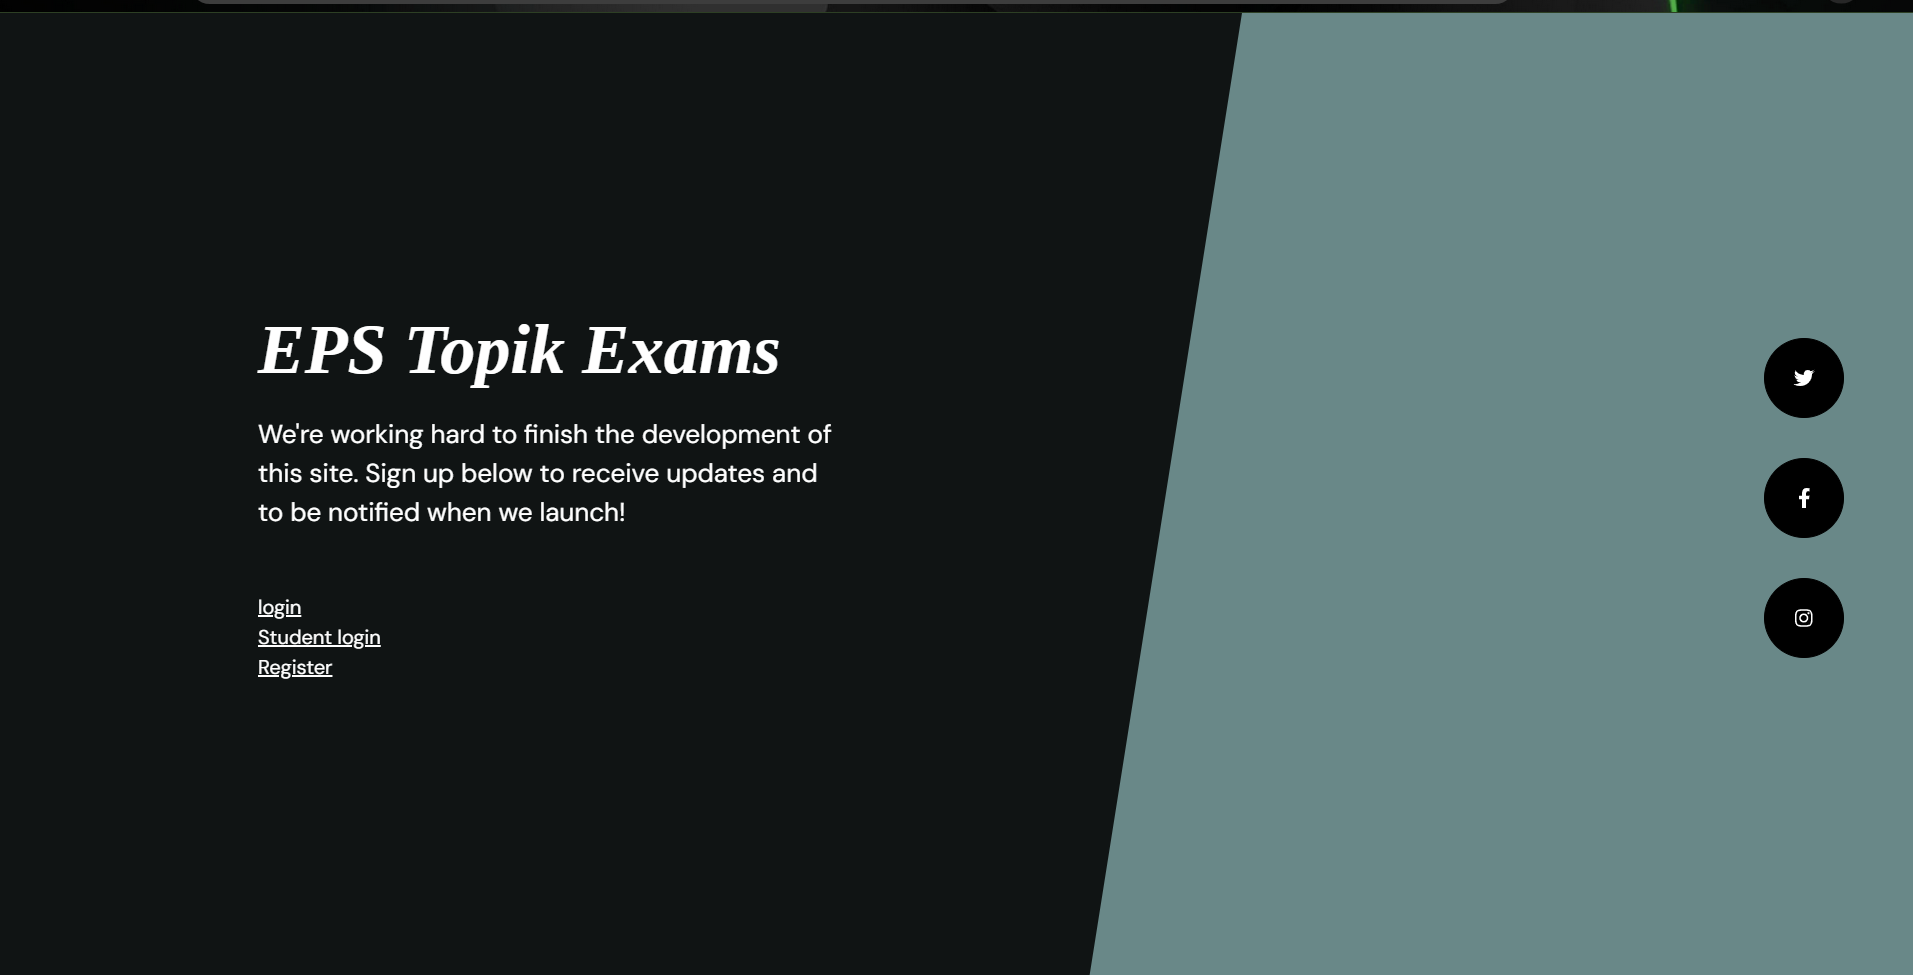 EPS Topik Exams
We're working hard to finish the development of
this site. Sign up below to receive updates and
to be notified when we launch!
login
Student login
Register